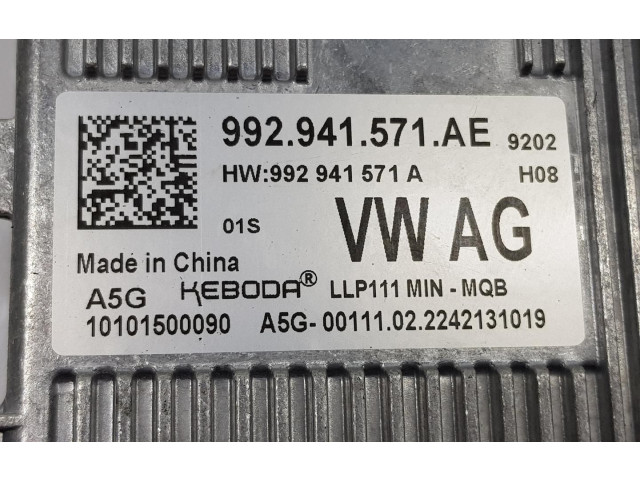 992.941.571.AE 9202
HW:992 941 571 A H08
01S VW AG
Made in China
A5G KEBODA® LLP111 MIN - MQB
10101500090 A5G-00111.02.2242131019